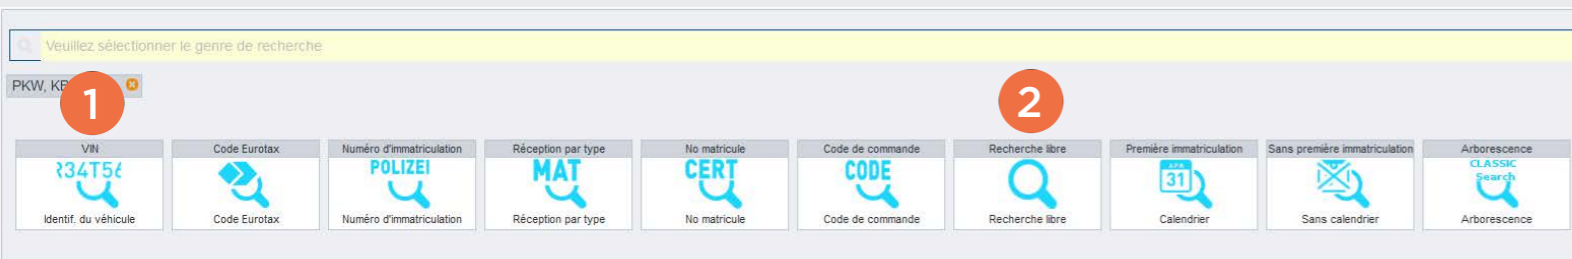 Veuillez sélectionner le genre de recherche
PKW,
1
2
VIN Code Eurotax Numéro d'immatriculation Réception par type No matricule Code de commande Recherche libre Première immatriculation Sans première immatriculation Arborescence
R34T56 POLIZEI MAT CERT CODE APR 31 CLASSIC Search
Identif. du véhicule Code Eurotax Numéro d'immatriculation Réception par type No matricule Code de commande Recherche libre Calendrier Sans calendrier Arborescence